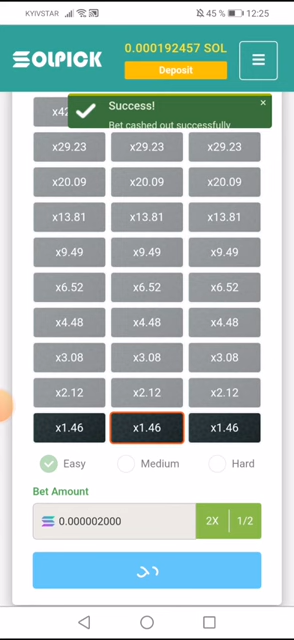 KYIVSTAR 45 % 12:25
SOLPICK
0.000192457 SOL
Deposit
Success!
Bet cashed out successfully
×
x29.23 x29.23 x29.23
x20.09 x20.09 x20.09
x13.81 x13.81 x13.81
x9.49 x9.49 x9.49
x6.52 x6.52 x6.52
x4.48 x4.48 x4.48
x3.08 x3.08 x3.08
x2.12 x2.12 x2.12
x1.46 x1.46 x1.46
Easy Medium Hard
Bet Amount
0.000002000 2X 1/2